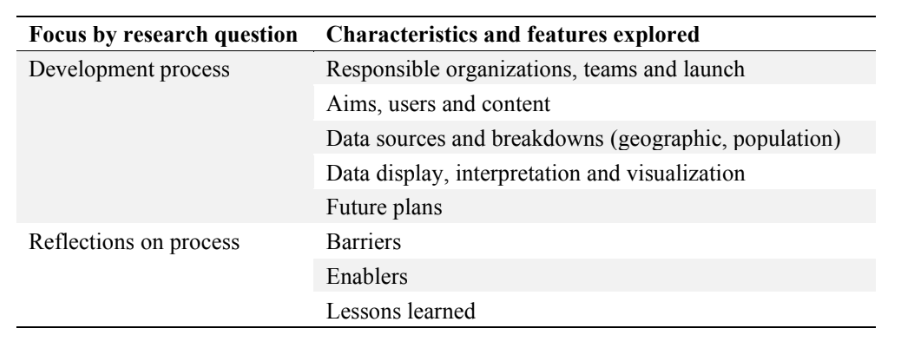 Focus by research question Characteristics and features explored
Development process Responsible organizations, teams and launch
Aims, users and content
Data sources and breakdowns (geographic, population)
Data display, interpretation and visualization
Future plans
Reflections on process Barriers
Enablers
Lessons learned